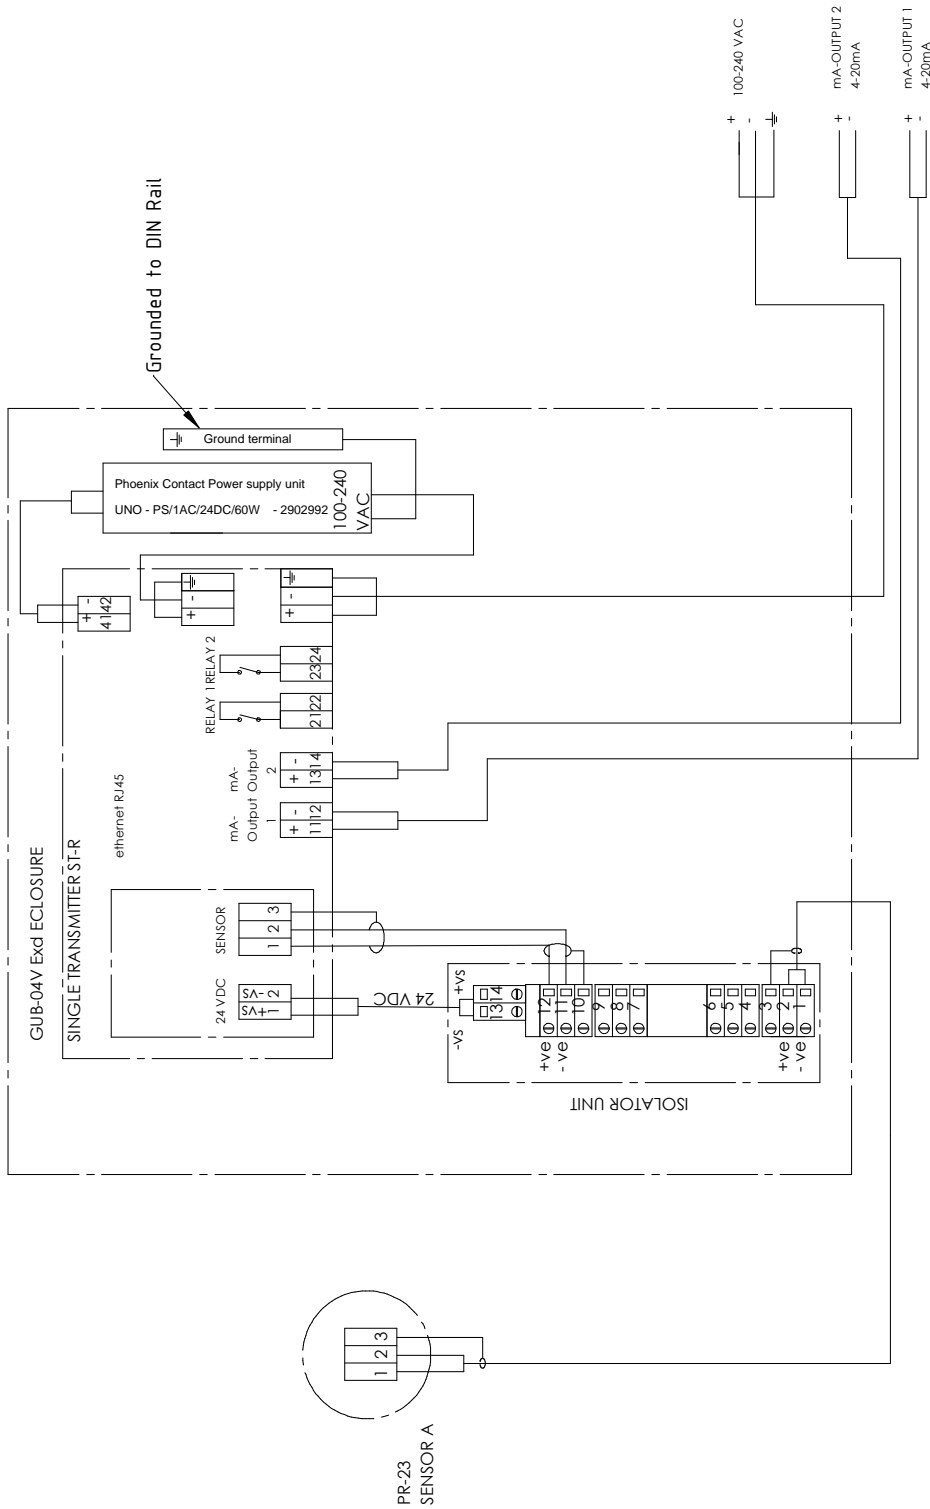 100-240 VAC
+
-
mA-OUTPUT 2
4-20mA
+
-
mA-OUTPUT 1
4-20mA
+
-
Grounded to DIN Rail
Ground terminal
Phoenix Contact Power supply unit
UNO - PS/1AC/24DC/60W - 2902992
100-240
VAC
+ -
41 42
+ -
+ -
RELAY 1 RELAY 2
21 22
23 24
mA-
Output
1
+ -
11 12
mA-
Output
2
+ -
13 14
ethernet RJ45
GUB-04V Exd ECLOSURE
SINGLE TRANSMITTER ST-R
SENSOR
1 2 3
24 VDC
+VS -VS
1 2
24 VDC
-vs
+vs
13 14
+ve
- ve
12
11
10
9
8
7
6
5
4
3
2
1
+ve
- ve
ISOLATOR UNIT
1 2 3
PR-23
SENSOR A